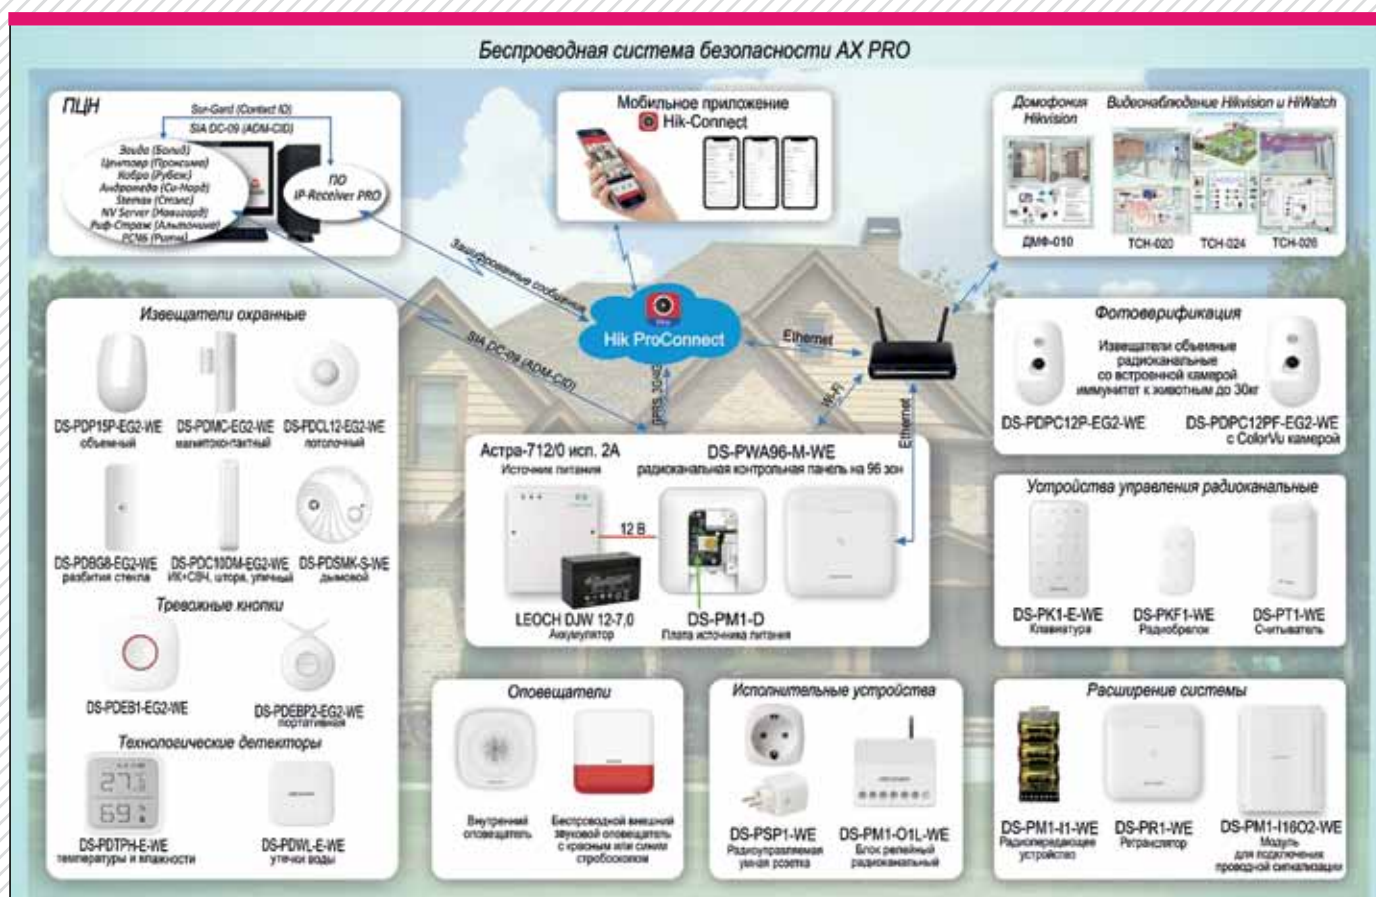 Беспроводная система безопасности AX PRO
ПЦН
Sur-Gard (Contact ID)
SIA DC-09 (ADM-CID)
Эгида (Болид)
Центавр (Проксима)
Кобра (Рубеж)
Андромеда (Си-Норд)
Stemax (Стэлс)
NV Server (Навигард)
Риф-Страж (Альтоника)
РСМБ (Ритм)
ПО
IP-Receiver PRO
Мобильное приложение
Hik-Connect
Домофония
Hikvision
Видеонаблюдение Hikvision и HiWatch
ДМФ-010
ТСН-020
ТСН-024
ТСН-026
Зашифрованные сообщения
SIA DC-09 (ADM-CID)
Hik ProConnect
Ethernet
Wi-Fi
Ethernet
GPRS 3G/4G
Извещатели охранные
DS-PDP15P-EG2-WE
объемный
DS-PDMC-EG2-WE
магнитоконтактный
DS-PDCL12-EG2-WE
потолочный
DS-PDBG8-EG2-WE
разбития стекла
DS-PDC10DM-EG2-WE
ИК+СВЧ, штора, уличный
DS-PDSMK-S-WE
дымовой
Тревожные кнопки
DS-PDEB1-EG2-WE
DS-PDEBP2-EG2-WE
портативная
Технологические детекторы
DS-PDTPH-E-WE
температуры и влажности
DS-PDWL-E-WE
утечки воды
Фотоверификация
Извещатели объемные
радиоканальные
со встроенной камерой
иммунитет к животным до 30кг
DS-PDPC12P-EG2-WE
DS-PDPC12PF-EG2-WE
с ColorVu камерой
Астра-712/0 исп. 2А
Источник питания
DS-PWA96-M-WE
радиоканальная контрольная панель на 96 зон
12 В
LEOCH DJW 12-7,0
Аккумулятор
DS-PM1-D
Плата источника питания
Устройства управления радиоканальные
DS-PK1-E-WE
Клавиатура
DS-PKF1-WE
Радиобрелок
DS-PT1-WE
Считыватель
Оповещатели
Внутренний
оповещатель
Беспроводной внешний
звуковой оповещатель
с красным или синим
стробоскопом
Исполнительные устройства
DS-PSP1-WE
Радиоуправляемая
умная розетка
DS-PM1-O1L-WE
Блок релейный
радиоканальный
Расширение системы
DS-PM1-I1-WE
Радиопередающее
устройство
DS-PR1-WE
Ретранслятор
DS-PM1-I16O2-WE
Модуль
для подключения
проводной сигнализации